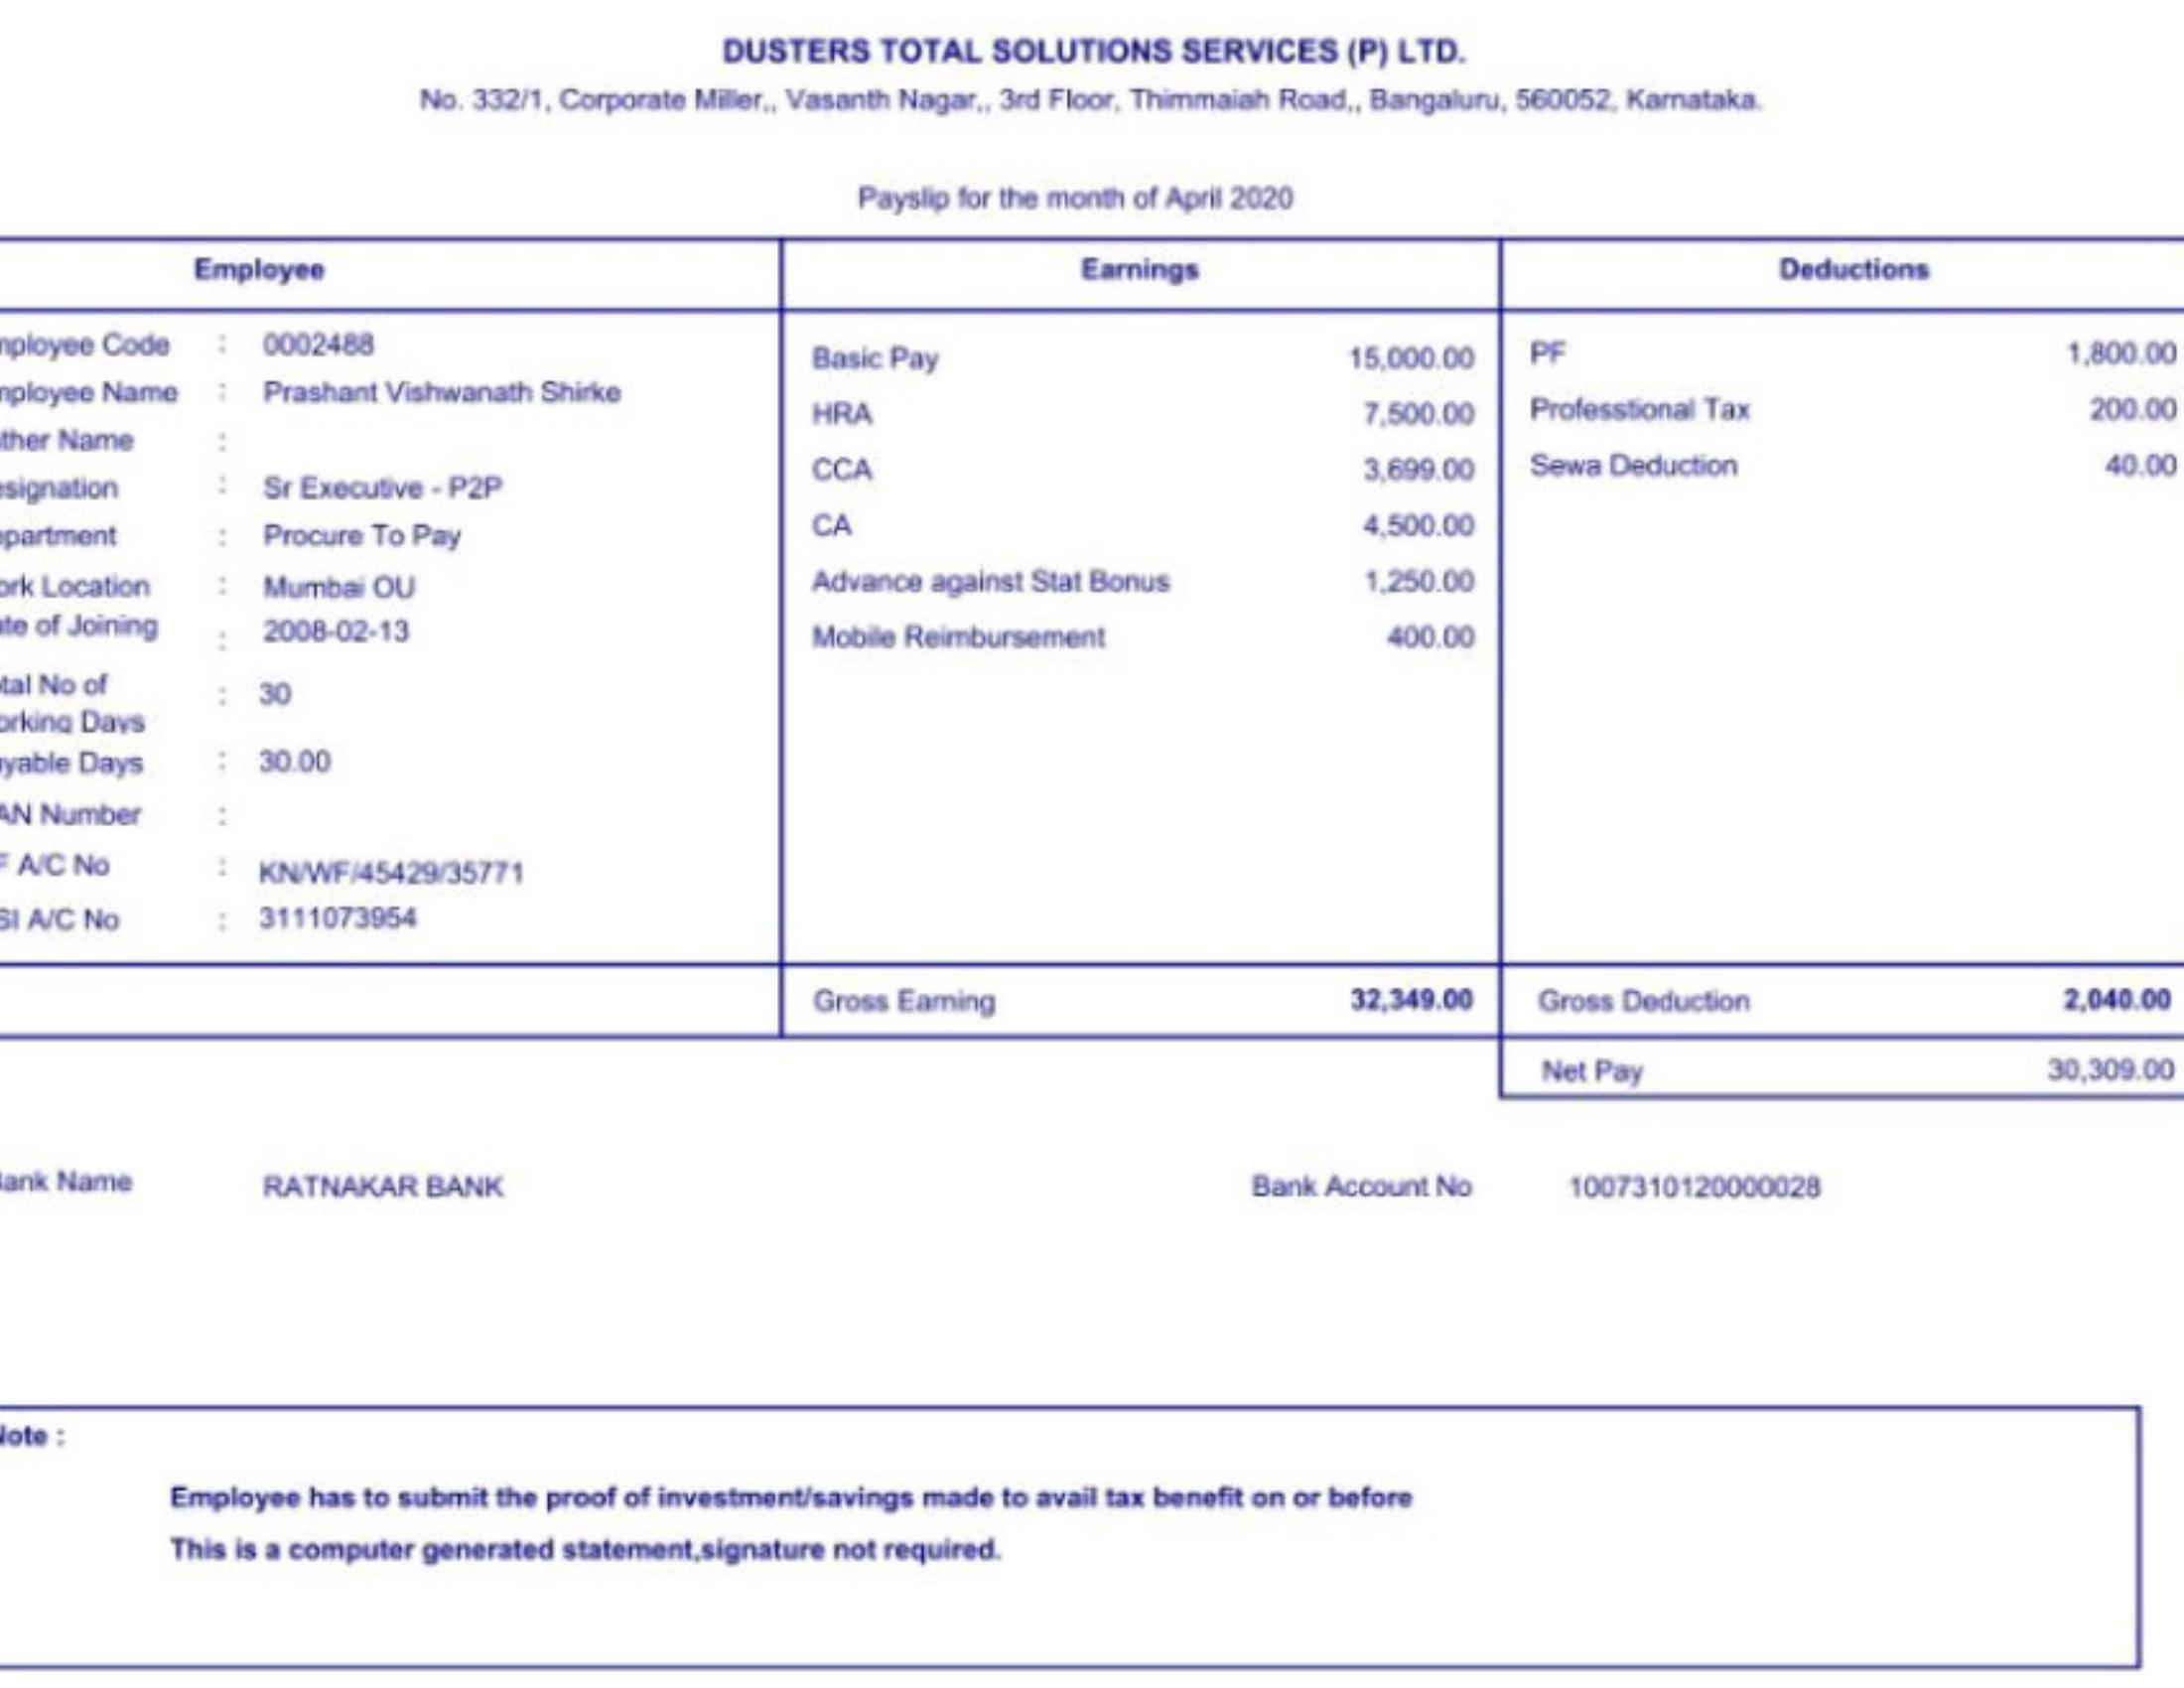 DUSTERS TOTAL SOLUTIONS SERVICES (P) LTD.
No. 332/1, Corporate Miller,, Vasanth Nagar,, 3rd Floor, Thimmaiah Road,, Bangaluru, 560052, Karnataka.
Payslip for the month of April 2020
Employee Earnings Deductions
mployee Code : 0002488
mployee Name : Prashant Vishwanath Shirke
ther Name :
esignation : Sr Executive - P2P
partment : Procure To Pay
ork Location : Mumbai OU
te of Joining : 2008-02-13
tal No of
orking Days : 30
yable Days : 30.00
AN Number :
F A/C No : KN/WF/45429/35771
SI A/C No : 3111073954
Basic Pay 15,000.00
HRA 7,500.00
CCA 3,699.00
CA 4,500.00
Advance against Stat Bonus 1,250.00
Mobile Reimbursement 400.00
PF 1,800.00
Professtional Tax 200.00
Sewa Deduction 40.00
Gross Earning 32,349.00 Gross Deduction 2,040.00
Net Pay 30,309.00
Bank Name RATNAKAR BANK Bank Account No 1007310120000028
Note :
Employee has to submit the proof of investment/savings made to avail tax benefit on or before
This is a computer generated statement,signature not required.